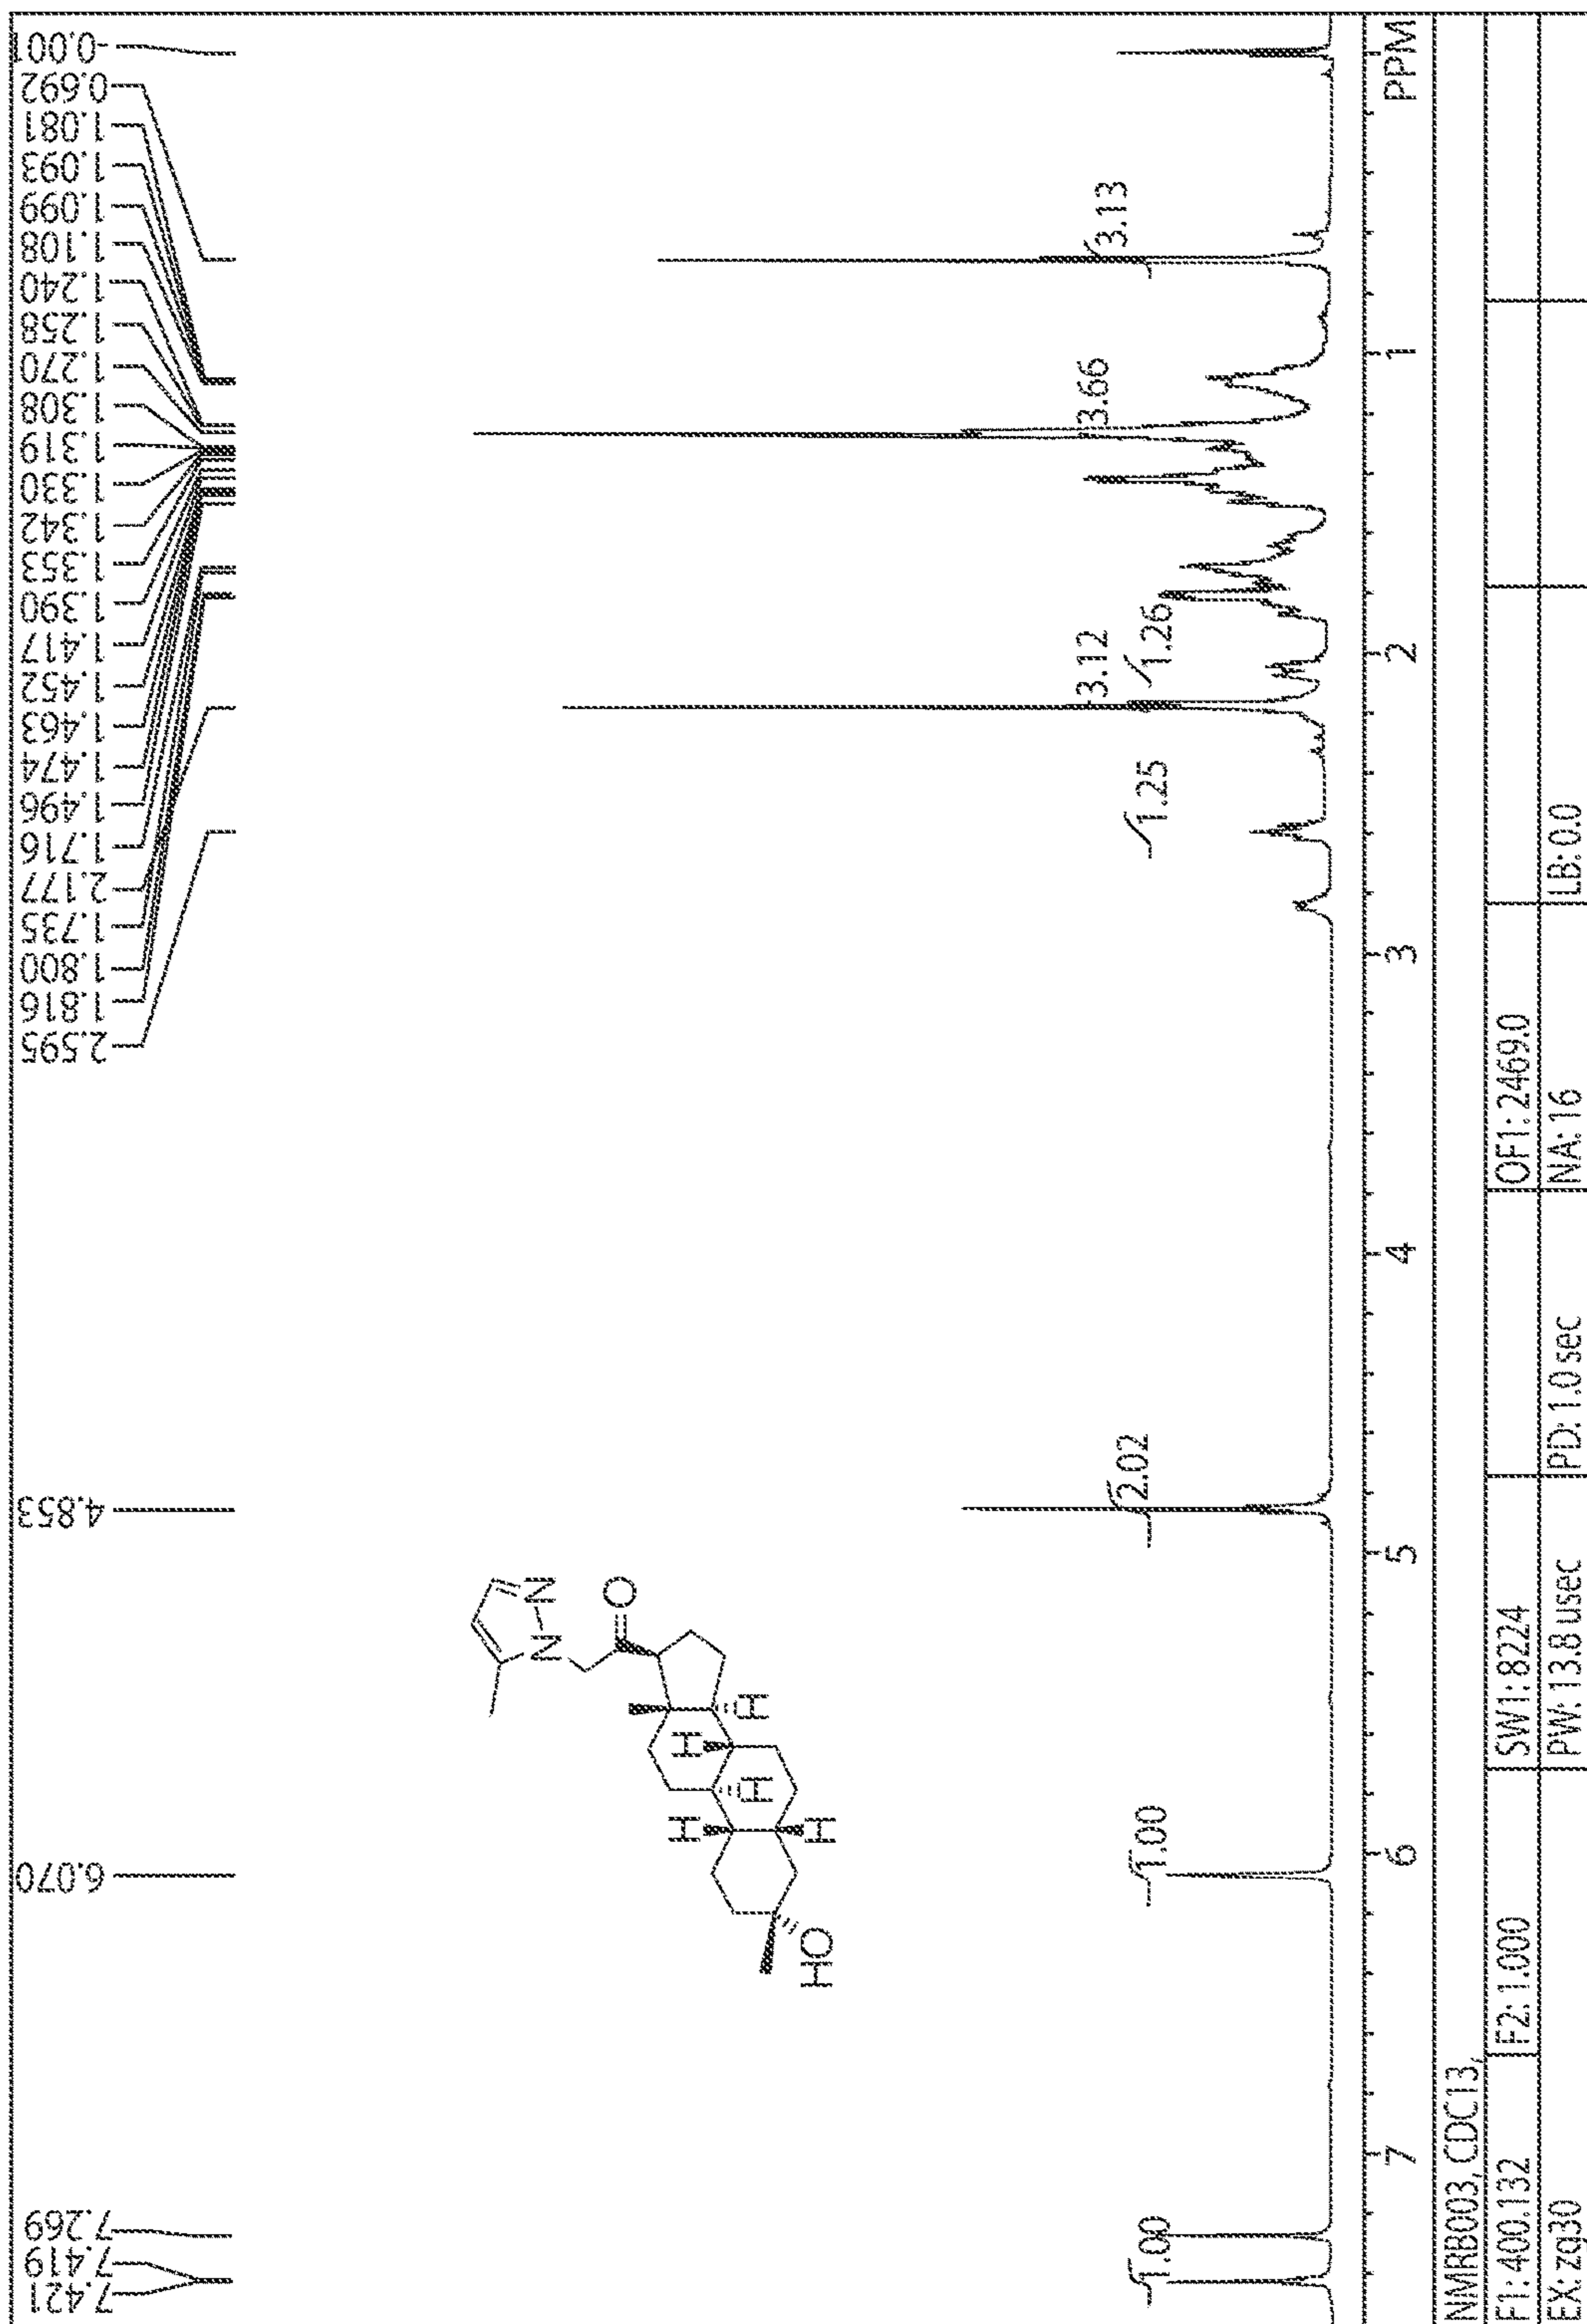 7.421
7.419
7.269
6.070
4.853
2.595
1.816
1.800
1.735
2.177
1.716
1.496
1.474
1.463
1.452
1.417
1.390
1.353
1.342
1.330
1.319
1.308
1.270
1.258
1.240
1.108
1.099
1.093
1.081
0.692
-0.001
N
N
O
H
H
H
H
H
HO
1.00
1.00
2.02
1.25
3.12
1.26
3.66
3.13
7
6
5
4
3
2
1
PPM
NMRB003, CDC13,
F1: 400.132
F2: 1.000
SW1: 8224
OF1: 2469.0
EX: zg30
PW: 13.8 usec
PD: 1.0 sec
NA: 16
LB: 0.0